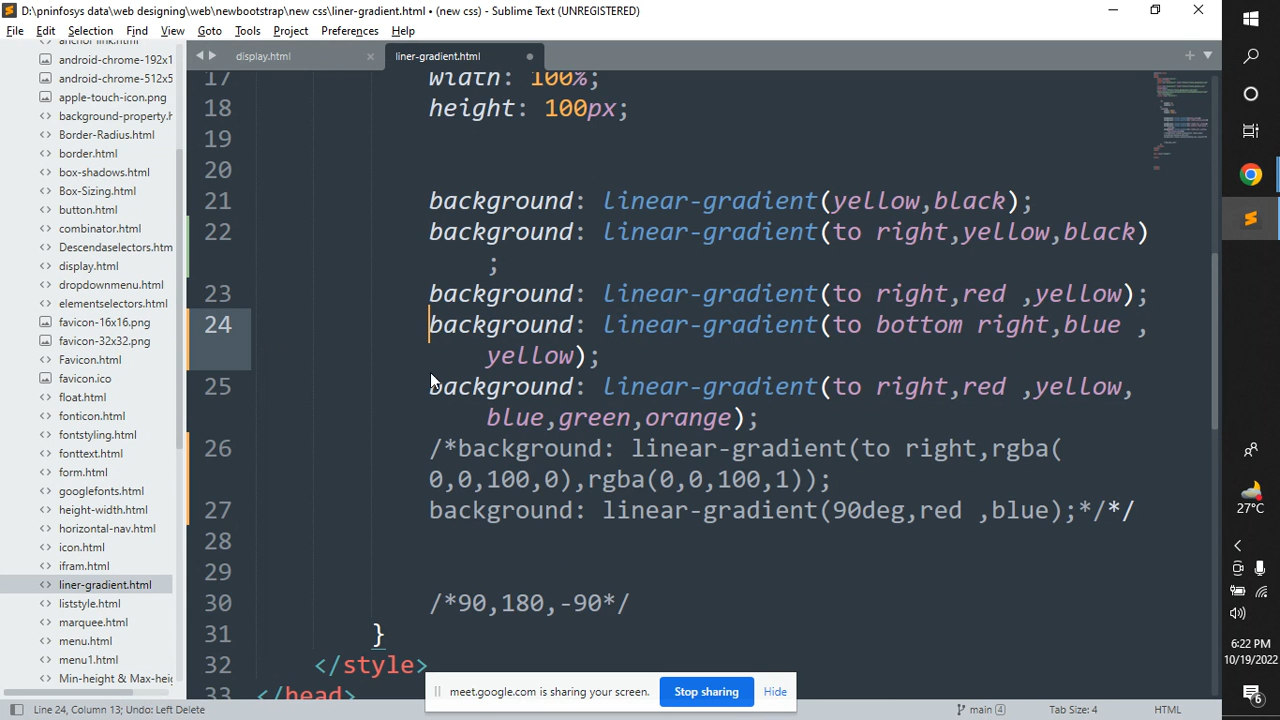 D:\pninfosys data\web designing\web\newbootstrap\new css\liner-gradient.html • (new css) - Sublime Text (UNREGISTERED)
File Edit Selection Find View Goto Tools Project Preferences Help
display.html
liner-gradient.html
anchor link.html
android-chrome-192x1
android-chrome-512x5
apple-touch-icon.png
background-property.h
Border-Radius.html
border.html
box-shadows.html
Box-Sizing.html
button.html
combinator.html
Descendaselectors.htm
display.html
dropdownmenu.html
elementselectors.html
favicon-16x16.png
favicon-32x32.png
Favicon.html
favicon.ico
float.html
fonticon.html
fontstyling.html
fonttext.html
form.html
googlefonts.html
height-width.html
horizontal-nav.html
icon.html
ifram.html
liner-gradient.html
liststyle.html
marquee.html
menu.html
menu1.html
Min-height & Max-hei
17 width: 100%;
18 height: 100px;
19
20
21 background: linear-gradient(yellow,black);
22 background: linear-gradient(to right,yellow,black)
;
23 background: linear-gradient(to right,red ,yellow);
24 background: linear-gradient(to bottom right,blue ,
yellow);
25 background: linear-gradient(to right,red ,yellow,
blue,green,orange);
26 /*background: linear-gradient(to right,rgba(
0,0,100,0),rgba(0,0,100,1));
27 background: linear-gradient(90deg,red ,blue);*/*/
28
29
30 /*90,180,-90*/
31 }
32 </style>
33 </head>
meet.google.com is sharing your screen. Stop sharing Hide
Line 24, Column 13; Undo: Left Delete
main 4
Tab Size: 4
HTML
27°C
6:22 PM
10/19/2022
6